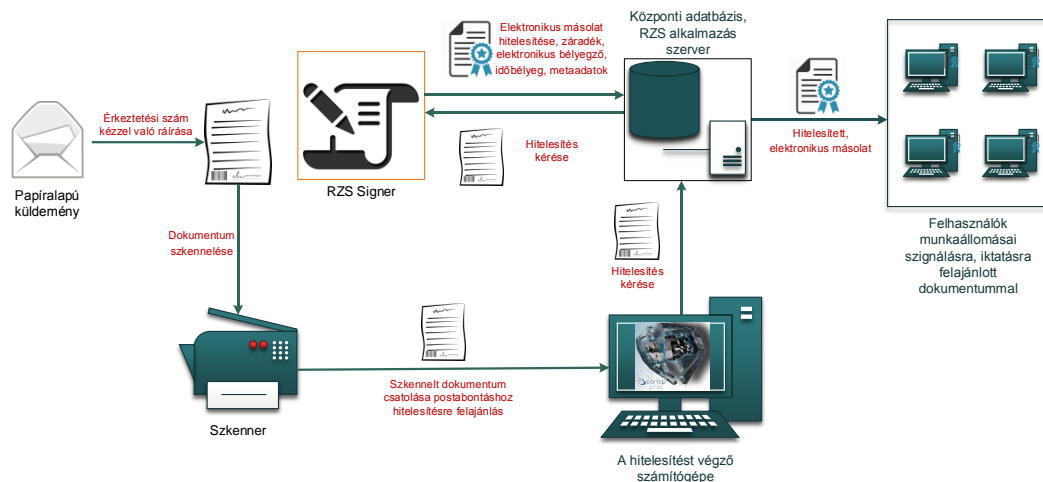 Elektronikus másolat
hitelesítése, záradék,
elektronikus bélyegző,
időbélyeg, metaadatok
Központi adatbázis,
RZS alkalmazás
szerver
Érkeztetési szám
kézzel való ráírása
Hitelesítés
kérése
Hitelesített,
elektronikus másolat
Papíralapú
küldemény
RZS Signer
Dokumentum
szkennelése
Hitelesítés
kérése
Felhasználók
munkaállomásai
szignálásra, iktatásra
felajánlott
dokumentummal
Szkennelt dokumentum
csatolása postabontáshoz
hitelesítésre felajánlás
Szkenner
A hitelesítést végző
számítógépe